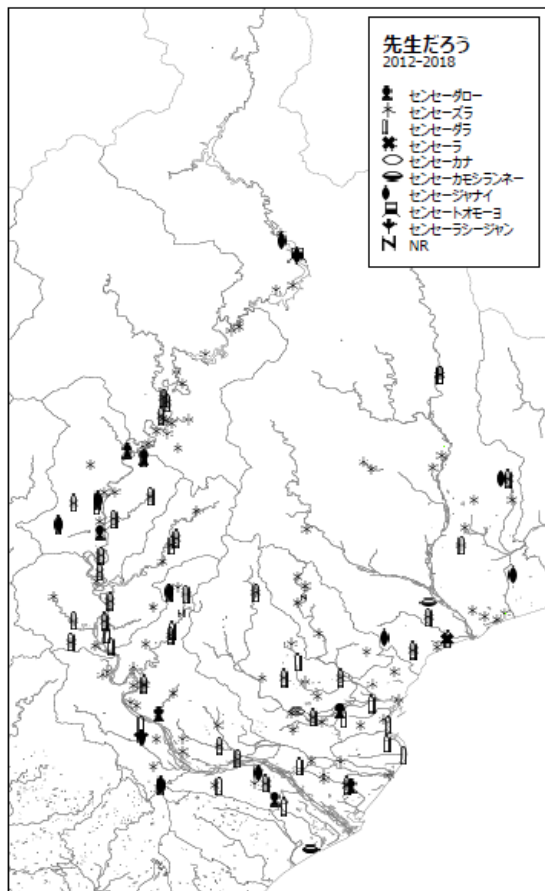 先生だろう
2012-2018
センセーダロー
センセーズラ
センセーダラ
センセーラ
センセーカナ
センセーカモシランネー
センセージャナイ
センセートオモーヨ
センセーラシージャン
NR